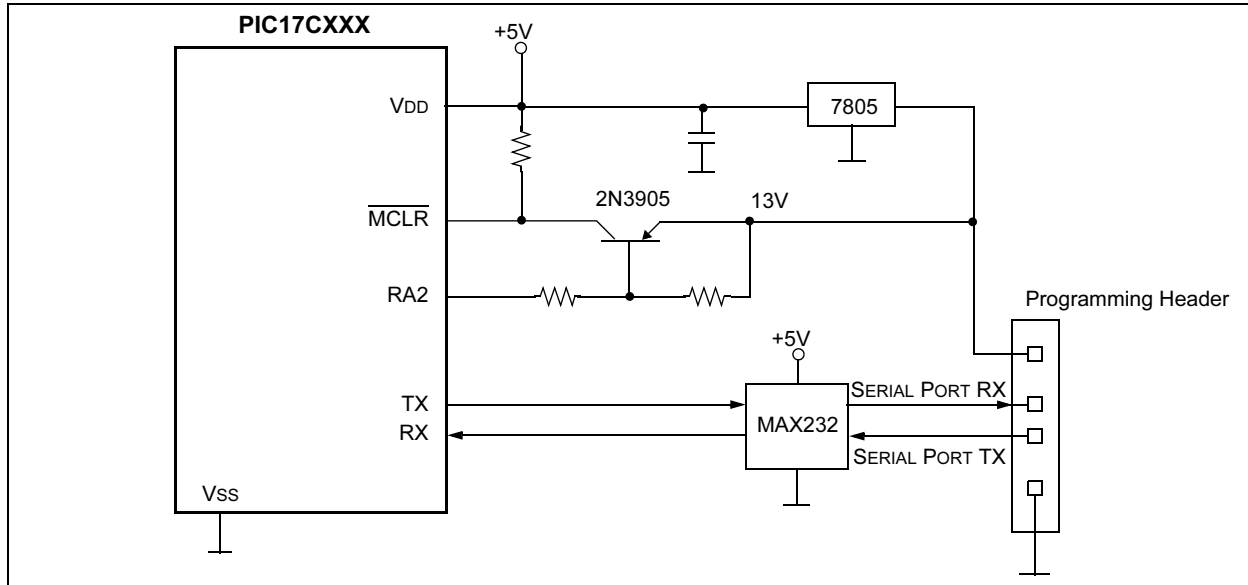 PIC17CXXX
+5V
VDD
7805
2N3905
13V
MCLR
RA2
Programming Header
+5V
TX
SERIAL PORT RX
MAX232
RX
SERIAL PORT TX
VSS